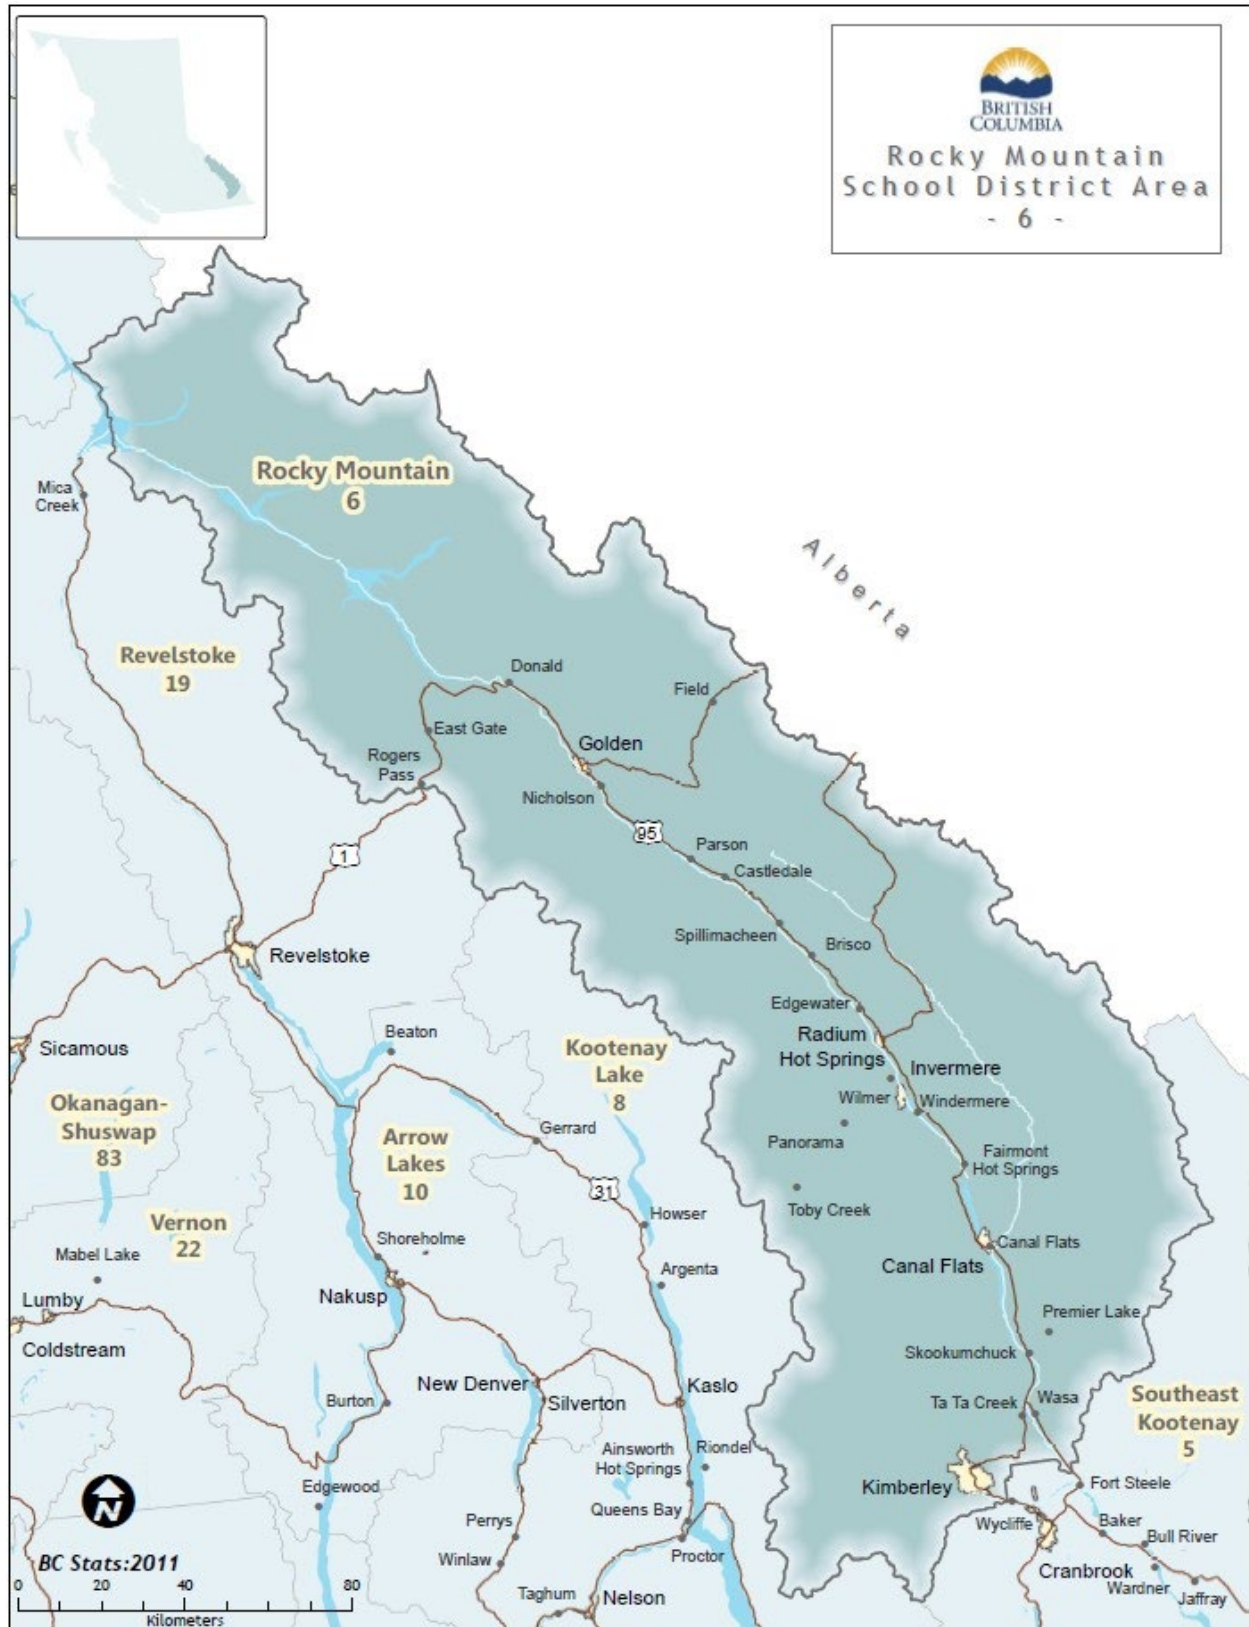 BRITISH
COLUMBIA
Rocky Mountain
School District Area
- 6 -
Alberta
Rocky Mountain
6
Mica
Creek
Revelstoke
19
Donald
Field
East Gate
Golden
Rogers
Pass
Nicholson
95
Parson
1
Castledale
Spillimacheen
Brisco
Revelstoke
Edgewater
Radium
Hot Springs
Beaton
Sicamous
Kootenay
Lake
8
Invermere
Wilmer
Windermere
Okanagan-
Shuswap
83
Arrow
Lakes
10
Gerrard
Panorama
Fairmont
Hot Springs
31
Toby Creek
Vernon
22
Howser
Shoreholme
Canal Flats
Canal Flats
Mabel Lake
Argenta
Nakusp
Lumby
Premier Lake
Coldstream
Skookumchuck
New Denver
Silverton
Kaslo
Burton
Ta Ta Creek
Wasa
Southeast
Kootenay
5
Ainsworth
Hot Springs
Riondel
Edgewood
Kimberley
Fort Steele
Queens Bay
Perrys
Wycliffe
Baker
Bull River
Proctor
Winlaw
Cranbrook
Wardner
Jaffray
Taghum
Nelson
N
BC Stats:2011
0 20 40 80
Kilometers